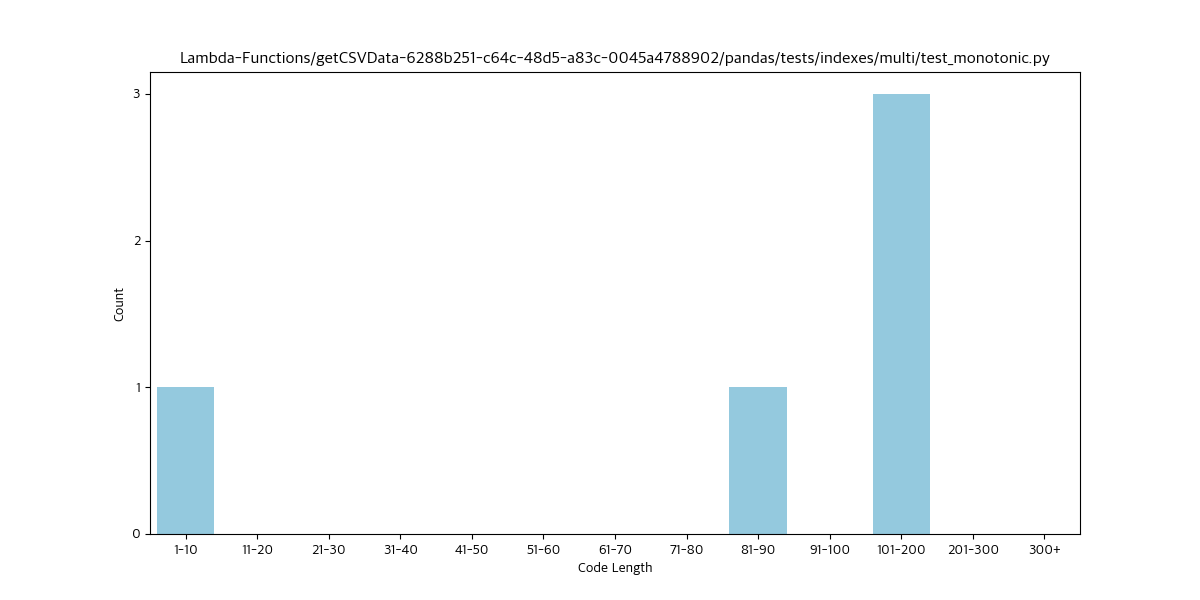 Lambda-Functions/getCSVData-6288b251-c64c-48d5-a83c-0045a4788902/pandas/tests/indexes/multi/test_monotonic.py
3
2
1
0
Count
1-10 11-20 21-30 31-40 41-50 51-60 61-70 71-80 81-90 91-100 101-200 201-300 300+
Code Length